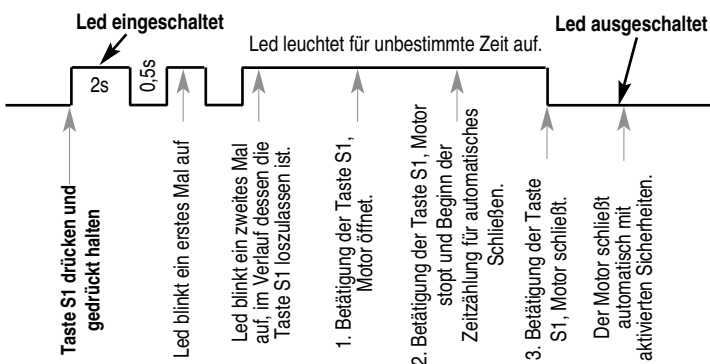 Led eingeschaltet
Led ausgeschaltet
Led leuchtet für unbestimmte Zeit auf.
2s
0,5s
Taste S1 drücken und
gedrückt halten
Led blinkt ein erstes Mal auf
Led blinkt ein zweites Mal
auf, im Verlauf dessen die
Taste S1 loszulassen ist.
1. Betätigung der Taste S1,
Motor öffnet.
2. Betätigung der Taste S1, Motor
stopt und Beginn der
Zeitzählung für automatisches
Schließen.
3. Betätigung der Taste
S1, Motor schließt.
Der Motor schließt
automatisch mit
aktivierten Sicherheiten.